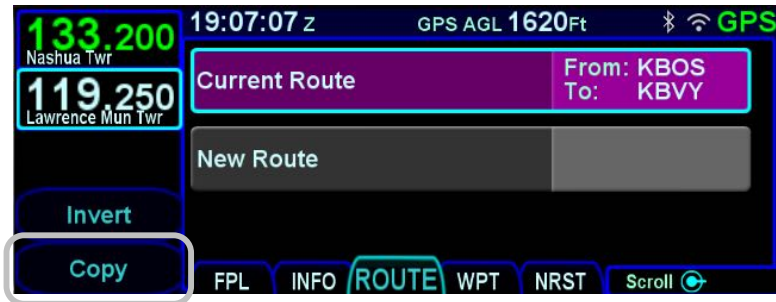 133.200
Nashua Twr
119.250
Lawrence Mun Twr
Invert
Copy
19:07:07 Z GPS AGL 1620Ft GPS
Current Route
From: KBOS
To: KBVY
New Route
FPL INFO ROUTE WPT NRST Scroll